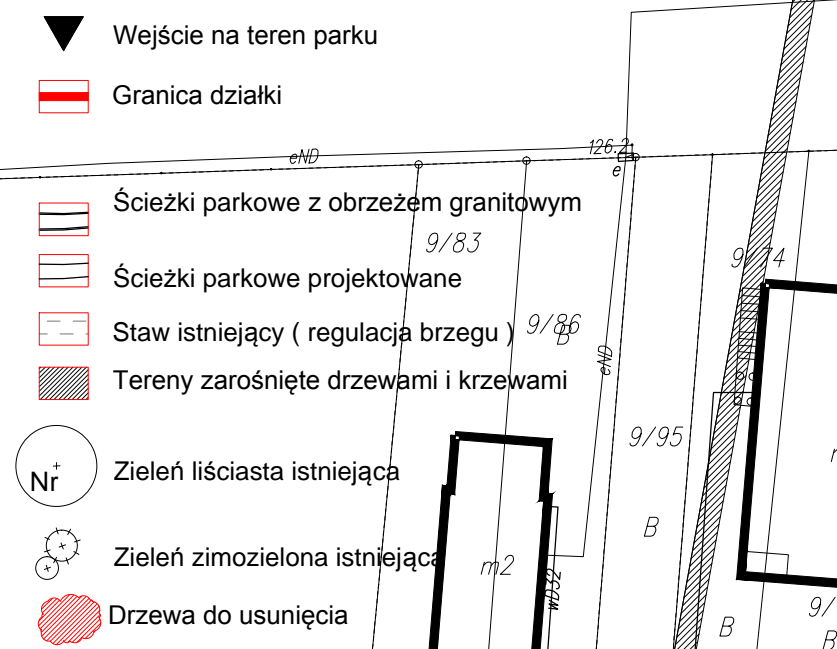 Wejście na teren parku
Granica działki
eND
126.2
e
Ścieżki parkowe z obrzeżem granitowym
9/83
9/74
Ścieżki parkowe projektowane
Staw istniejący ( regulacja brzegu )
9/86
B
eND
Tereny zarośnięte drzewami i krzewami
9/95
Nr
Zieleń liściasta istniejąca
B
Zieleń zimozielona istniejąca
m2
wD32
Drzewa do usunięcia
9/
B
B